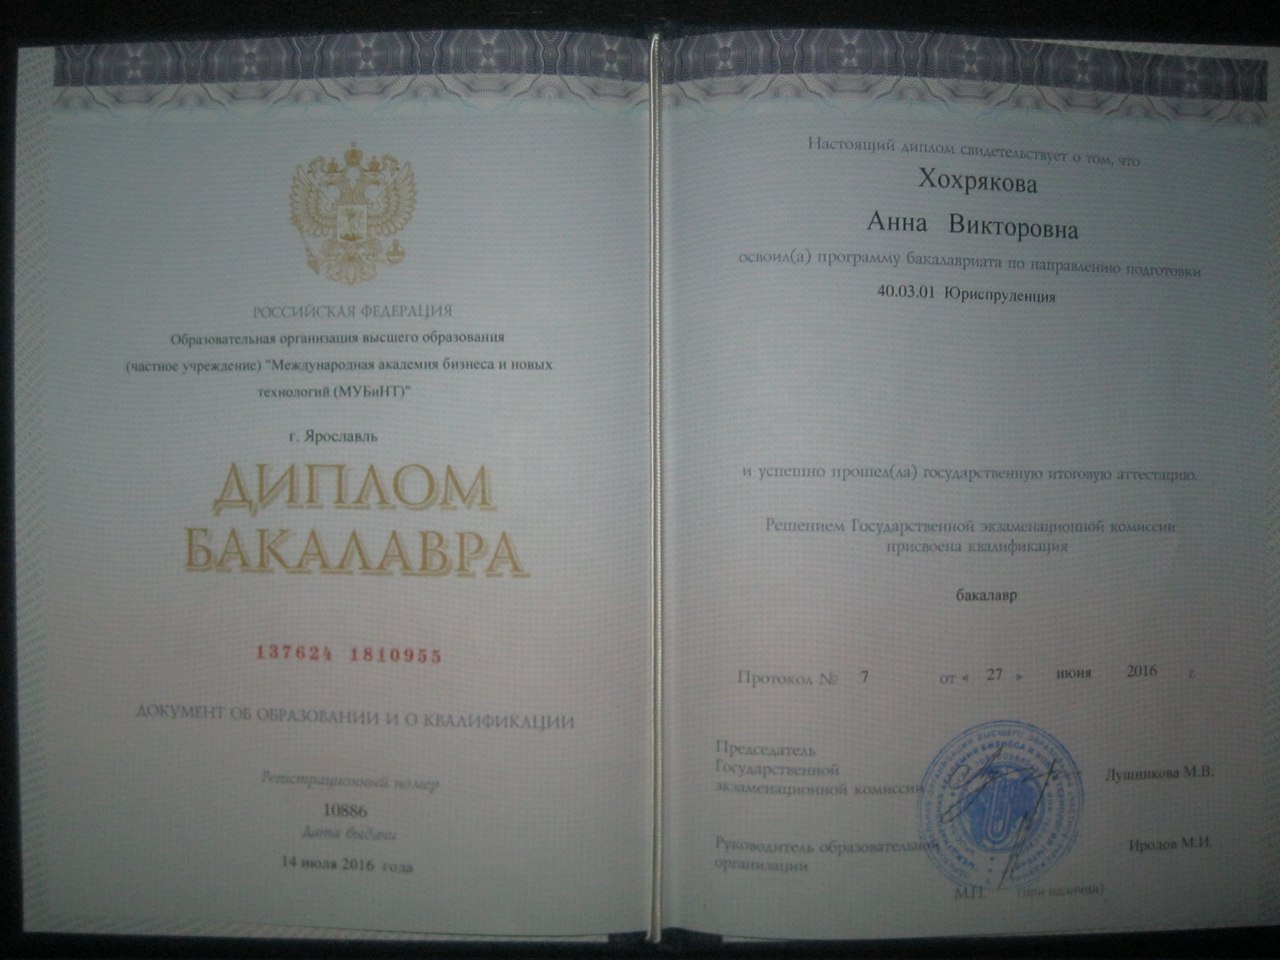 РОССИЙСКАЯ ФЕДЕРАЦИЯ
Образовательная организация высшего образования
(частное учреждение) "Международная академия бизнеса и новых
технологий (МУБиНТ)"
г. Ярославль
ДИПЛОМ
БАКАЛАВРА
137624 1810955
ДОКУМЕНТ ОБ ОБРАЗОВАНИИ И О КВАЛИФИКАЦИИ
Регистрационный номер
10886
Дата выдачи
14 июля 2016 года
Настоящий диплом свидетельствует о том, что
Хохрякова
Анна Викторовна
освоил(а) программу бакалавриата по направлению подготовки
40.03.01 Юриспруденция
и успешно прошел(ла) государственную итоговую аттестацию
Решением Государственной экзаменационной комиссии
присвоена квалификация
бакалавр
Протокол № 7 от « 27 » июня 2016 г.
Председатель
Государственной
экзаменационной комиссии
Лушникова М.В.
Руководитель образовательной
организации
Иродов М.И.
М.П. (при наличии)